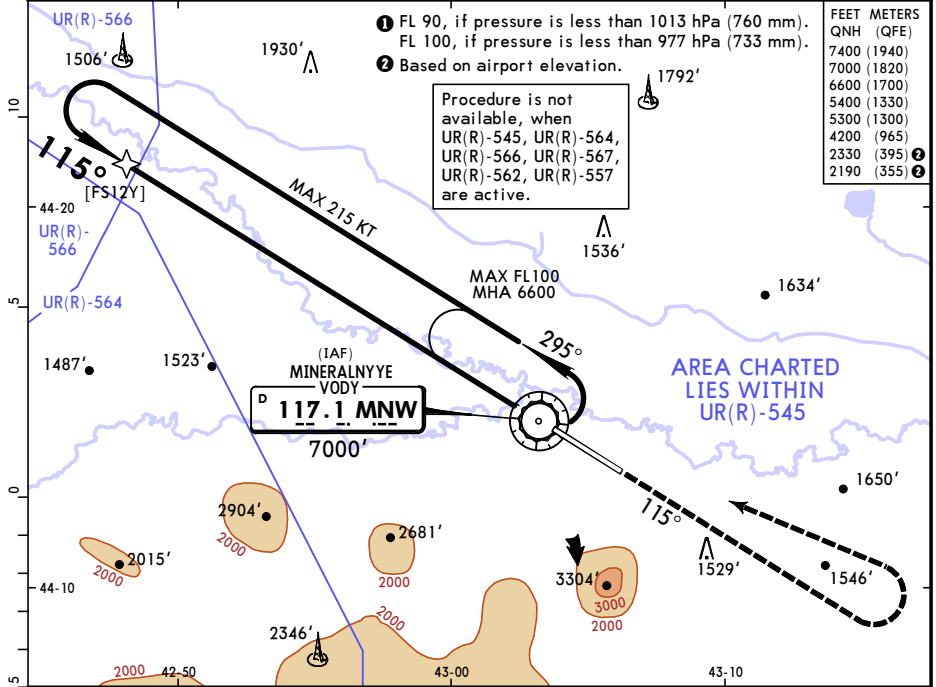 UR(R)-566
1506'
1930'
❶ FL 90, if pressure is less than 1013 hPa (760 mm).
FL 100, if pressure is less than 977 hPa (733 mm).
❷ Based on airport elevation.
1792'
FEET METERS
QNH (QFE)
7400 (1940)
7000 (1820)
6600 (1700)
5400 (1330)
5300 (1300)
4200 (965)
2330 (395) ❷
2190 (355) ❷
Procedure is not
available, when
UR(R)-545, UR(R)-564,
UR(R)-566, UR(R)-567,
UR(R)-562, UR(R)-557
are active.
10
115°
[FS12Y]
44-20
MAX 215 KT
UR(R)-
566
1536'
MAX FL100
MHA 6600
1634'
5
UR(R)-564
295°
1487'
1523'
(IAF)
MINERALNYYE
VODY
D 117.1 MNW
7000'
AREA CHARTED
LIES WITHIN
UR(R)-545
0
1650'
2904'
2000
115°
2681'
2000
2015'
2000
1529'
1546'
44-10
3304'
3000
2000
2000
2346'
2000
5
42-50
43-00
43-10